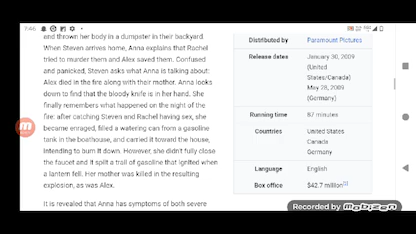 7:46
and thrown her body in a dumpster in their backyard.
When Steven arrives home, Anna explains that Rachel
tried to murder them and Alex saved them. Confused
and panicked, Steven asks what Anna is talking about:
Alex died in the fire along with their mother. Anna looks
down to find that the bloody knife is in her hand. She
finally remembers what happened on the night of the
fire: after catching Steven and Rachel having sex, she
became enraged, filled a watering can from a gasoline
tank in the boathouse, and carried it toward the house,
intending to burn it down. However, she didn't fully close
the faucet and it spilt a trail of gasoline that ignited when
a lantern fell. Her mother was killed in the resulting
explosion, as was Alex.
It is revealed that Anna has symptoms of both severe
Distributed by Paramount Pictures
Release dates January 30, 2009
(United
States/Canada)
May 28, 2009
(Germany)
Running time 87 minutes
Countries United States
Canada
Germany
Language English
Box office $42.7 million
Recorded by Mobizen